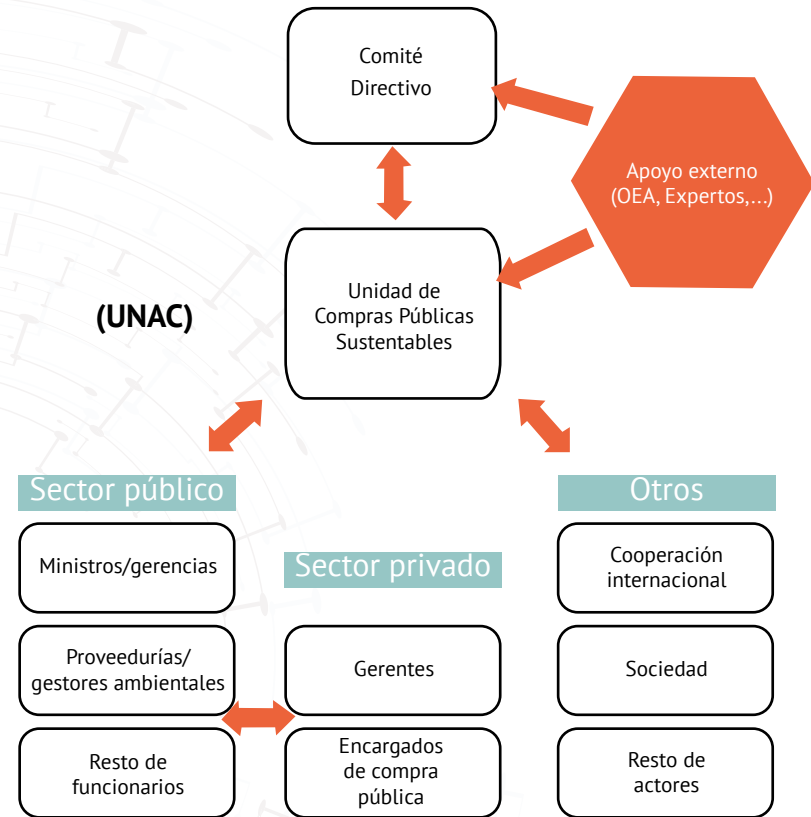 Comité
Directivo
Apoyo externo
(OEA, Expertos,...)
(UNAC)
Unidad de
Compras Públicas
Sustentables
Sector público
Ministros/gerencias
Proveedurías/
gestores ambientales
Resto de
funcionarios
Sector privado
Gerentes
Encargados
de compra
pública
Otros
Cooperación
internacional
Sociedad
Resto de
actores